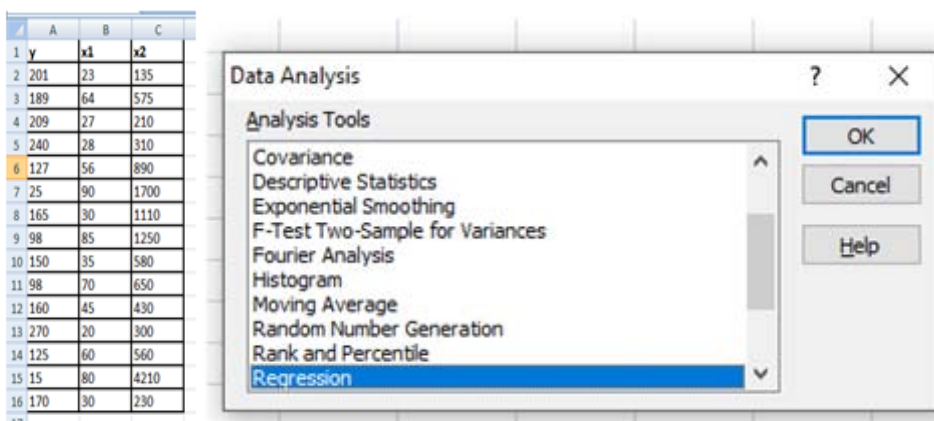 A B C
1 y x1 x2
2 201 23 135
3 189 64 575
4 209 27 210
5 240 28 310
6 127 56 890
7 25 90 1700
8 165 30 1110
9 98 85 1250
10 150 35 580
11 98 70 650
12 160 45 430
13 270 20 300
14 125 60 560
15 15 80 4210
16 170 30 230
Data Analysis ? X
Analysis Tools
Covariance
Descriptive Statistics
Exponential Smoothing
F-Test Two-Sample for Variances
Fourier Analysis
Histogram
Moving Average
Random Number Generation
Rank and Percentile
Regression
OK
Cancel
Help